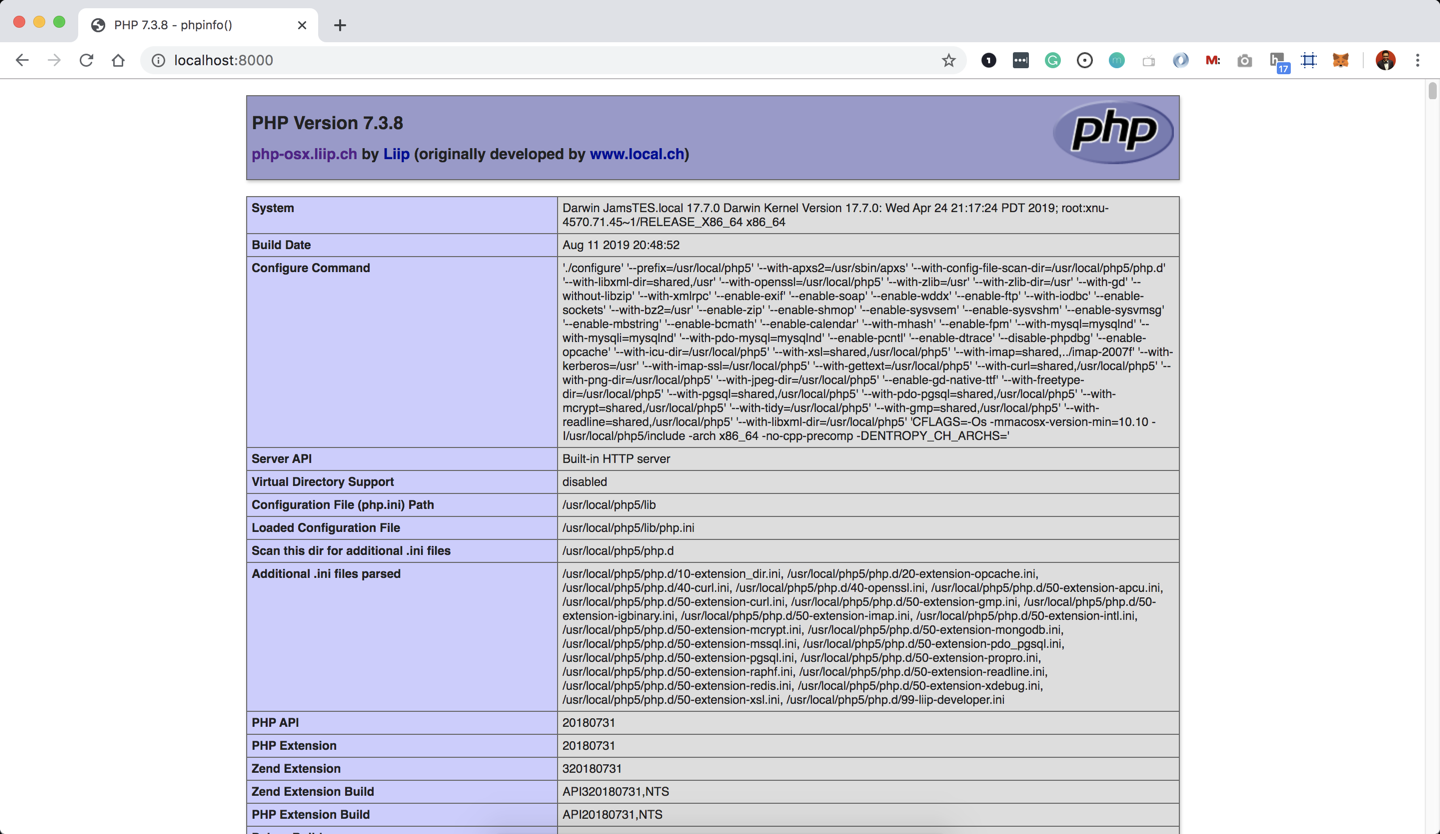 PHP 7.3.8 - phpinfo()
localhost:8000
1
M:
17
PHP Version 7.3.8
php
php-osx.liip.ch by Liip (originally developed by www.local.ch)
System
Darwin JamsTES.local 17.7.0 Darwin Kernel Version 17.7.0: Wed Apr 24 21:17:24 PDT 2019; root:xnu-
4570.71.45~1/RELEASE_X86_64 x86_64
Build Date
Aug 11 2019 20:48:52
Configure Command
'./configure' '--prefix=/usr/local/php5' '--with-apxs2=/usr/sbin/apxs' '--with-config-file-scan-dir=/usr/local/php5/php.d'
'--with-libxml-dir=shared,/usr' '--with-openssl=/usr/local/php5' '--with-zlib=/usr' '--with-zlib-dir=/usr' '--with-gd' '--
without-libzip' '--with-xmlrpc' '--enable-exif' '--enable-soap' '--enable-wddx' '--enable-ftp' '--with-iodbc' '--enable-
sockets' '--with-bz2=/usr' '--enable-zip' '--enable-shmop' '--enable-sysvsem' '--enable-sysvshm' '--enable-sysvmsg'
'--enable-mbstring' '--enable-bcmath' '--enable-calendar' '--with-mhash' '--enable-fpm' '--with-mysql=mysqlnd' '--
with-mysqli=mysqlnd' '--with-pdo-mysql=mysqlnd' '--enable-pcntl' '--enable-dtrace' '--disable-phpdbg' '--enable-
opcache' '--with-icu-dir=/usr/local/php5' '--with-xsl=shared,/usr/local/php5' '--with-imap=shared,../imap-2007f' '--with-
kerberos=/usr' '--with-imap-ssl=/usr/local/php5' '--with-gettext=/usr/local/php5' '--with-curl=shared,/usr/local/php5' '--
with-png-dir=/usr/local/php5' '--with-jpeg-dir=/usr/local/php5' '--enable-gd-native-ttf' '--with-freetype-
dir=/usr/local/php5' '--with-pgsql=shared,/usr/local/php5' '--with-pdo-pgsql=shared,/usr/local/php5' '--with-
mcrypt=shared,/usr/local/php5' '--with-tidy=/usr/local/php5' '--with-gmp=shared,/usr/local/php5' '--with-
readline=shared,/usr/local/php5' '--with-libxml-dir=/usr/local/php5' 'CFLAGS=-Os -mmacosx-version-min=10.10 -
I/usr/local/php5/include -arch x86_64 -no-cpp-precomp -DENTROPY_CH_ARCHS='
Server API
Built-in HTTP server
Virtual Directory Support
disabled
Configuration File (php.ini) Path
/usr/local/php5/lib
Loaded Configuration File
/usr/local/php5/lib/php.ini
Scan this dir for additional .ini files
/usr/local/php5/php.d
Additional .ini files parsed
/usr/local/php5/php.d/10-extension_dir.ini, /usr/local/php5/php.d/20-extension-opcache.ini,
/usr/local/php5/php.d/40-curl.ini, /usr/local/php5/php.d/40-openssl.ini, /usr/local/php5/php.d/50-extension-apcu.ini,
/usr/local/php5/php.d/50-extension-curl.ini, /usr/local/php5/php.d/50-extension-gmp.ini, /usr/local/php5/php.d/50-
extension-igbinary.ini, /usr/local/php5/php.d/50-extension-imap.ini, /usr/local/php5/php.d/50-extension-intl.ini,
/usr/local/php5/php.d/50-extension-mcrypt.ini, /usr/local/php5/php.d/50-extension-mongodb.ini,
/usr/local/php5/php.d/50-extension-mssql.ini, /usr/local/php5/php.d/50-extension-pdo_pgsql.ini,
/usr/local/php5/php.d/50-extension-pgsql.ini, /usr/local/php5/php.d/50-extension-propro.ini,
/usr/local/php5/php.d/50-extension-raphf.ini, /usr/local/php5/php.d/50-extension-readline.ini,
/usr/local/php5/php.d/50-extension-redis.ini, /usr/local/php5/php.d/50-extension-xdebug.ini,
/usr/local/php5/php.d/50-extension-xsl.ini, /usr/local/php5/php.d/99-liip-developer.ini
PHP API
20180731
PHP Extension
20180731
Zend Extension
320180731
Zend Extension Build
API320180731,NTS
PHP Extension Build
API20180731,NTS